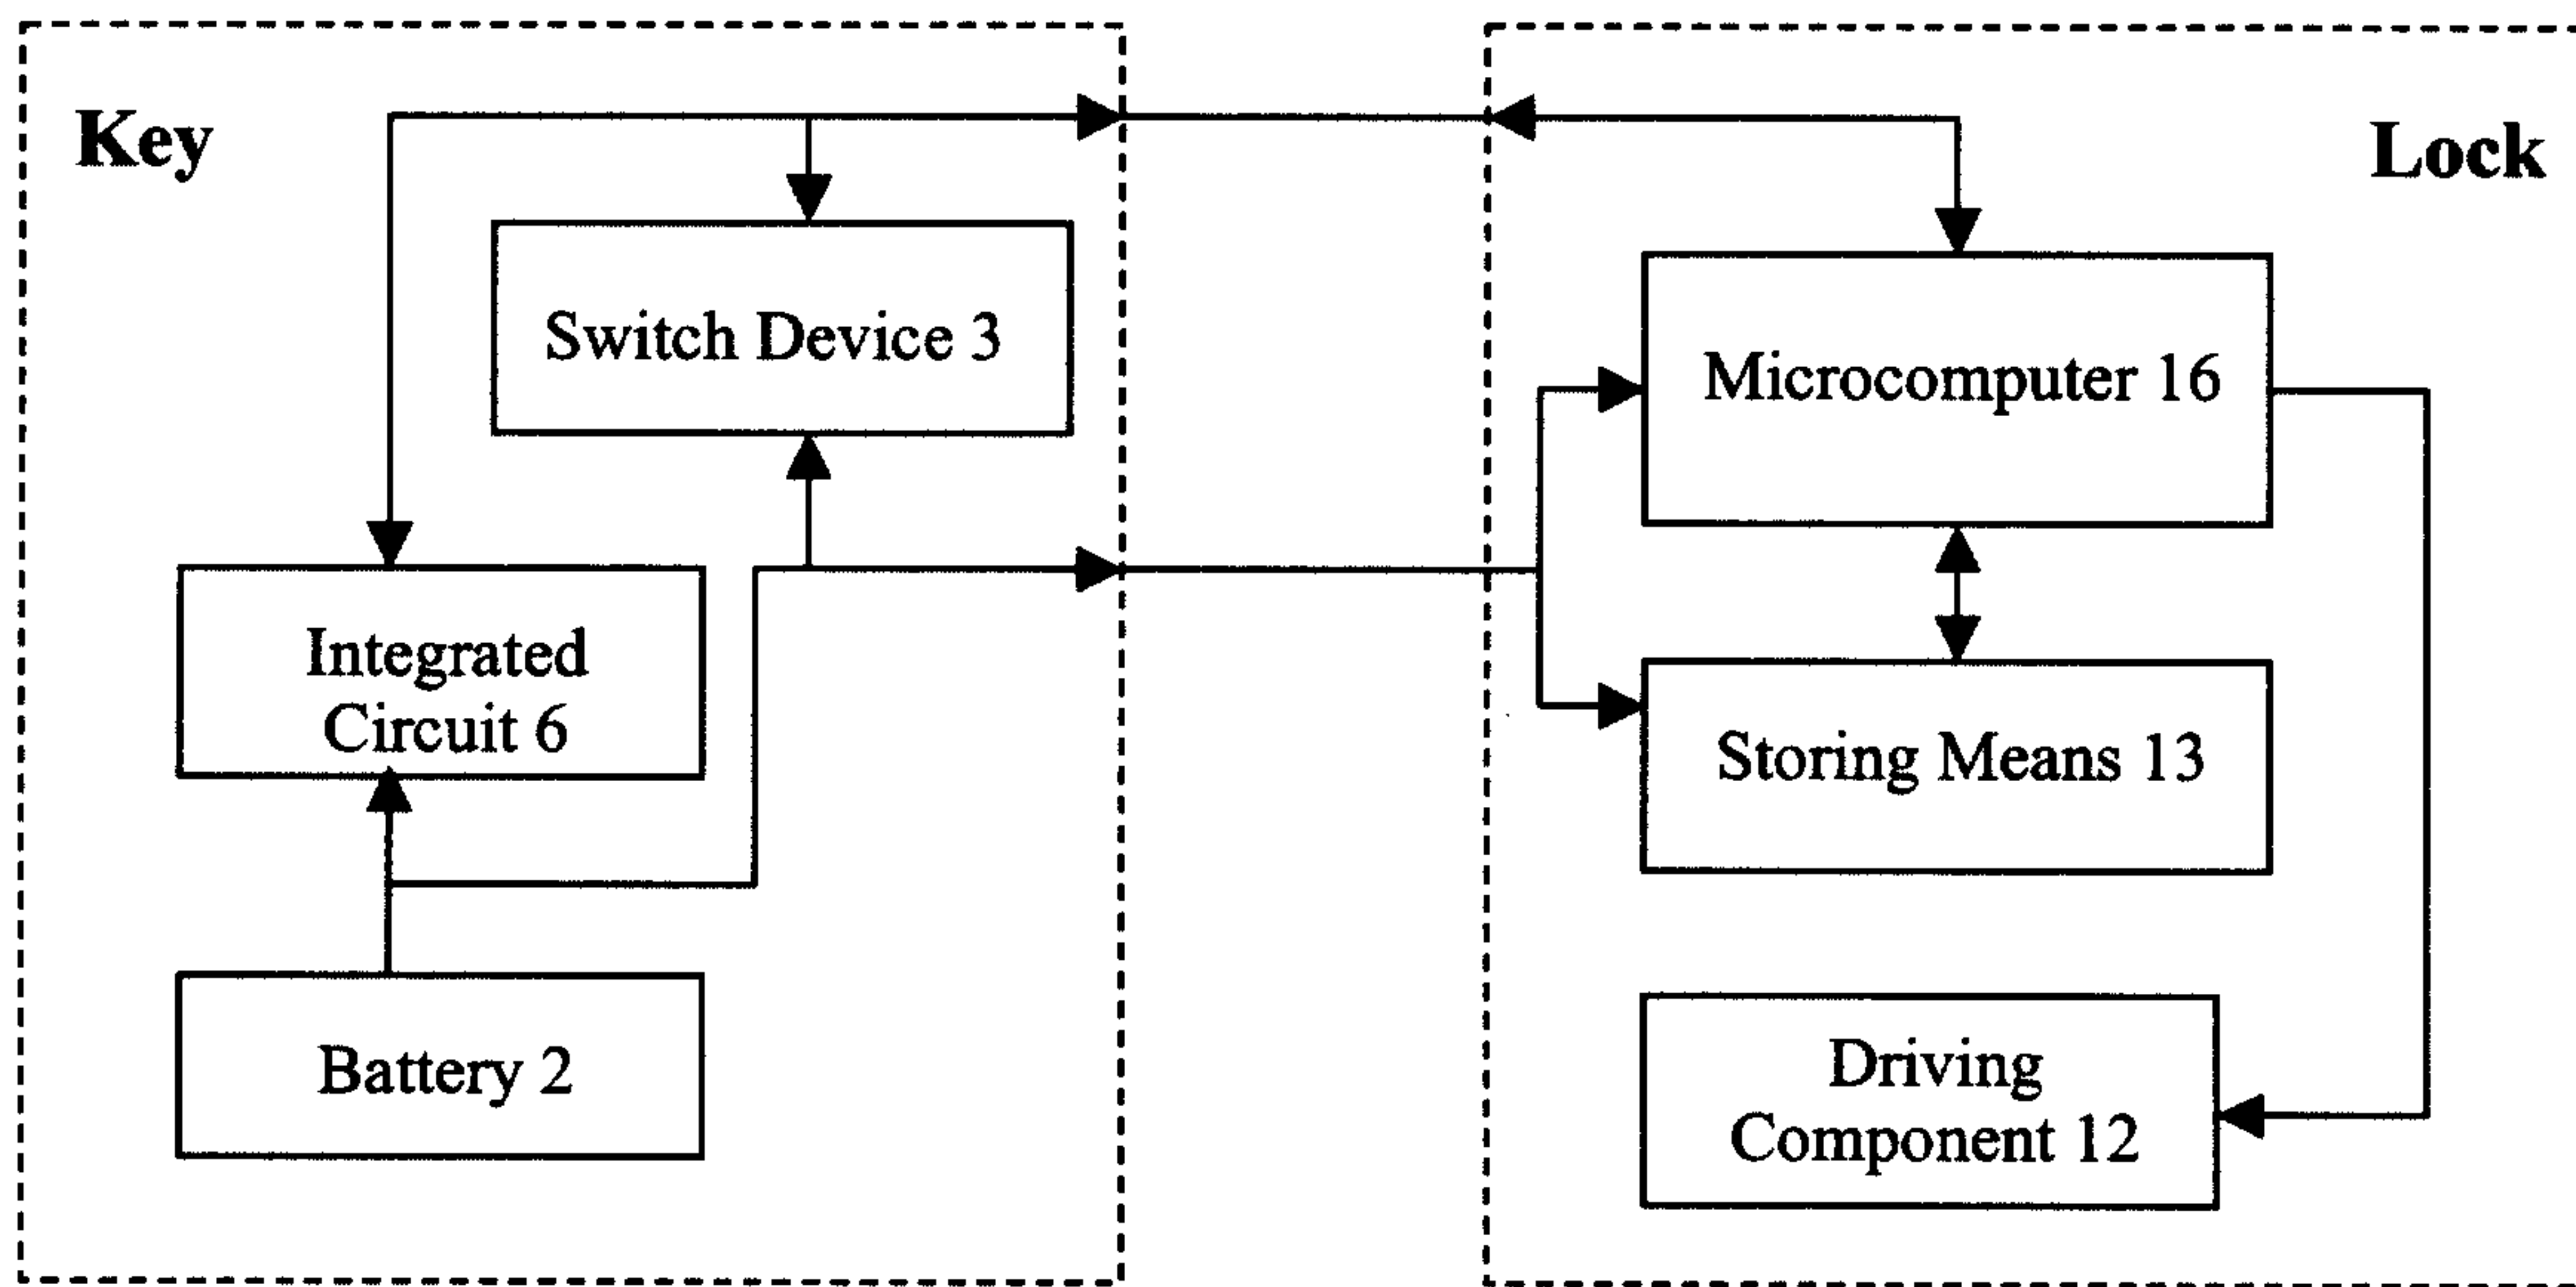 Key
Lock
Switch Device 3
Microcomputer 16
Integrated
Circuit 6
Storing Means 13
Battery 2
Driving
Component 12